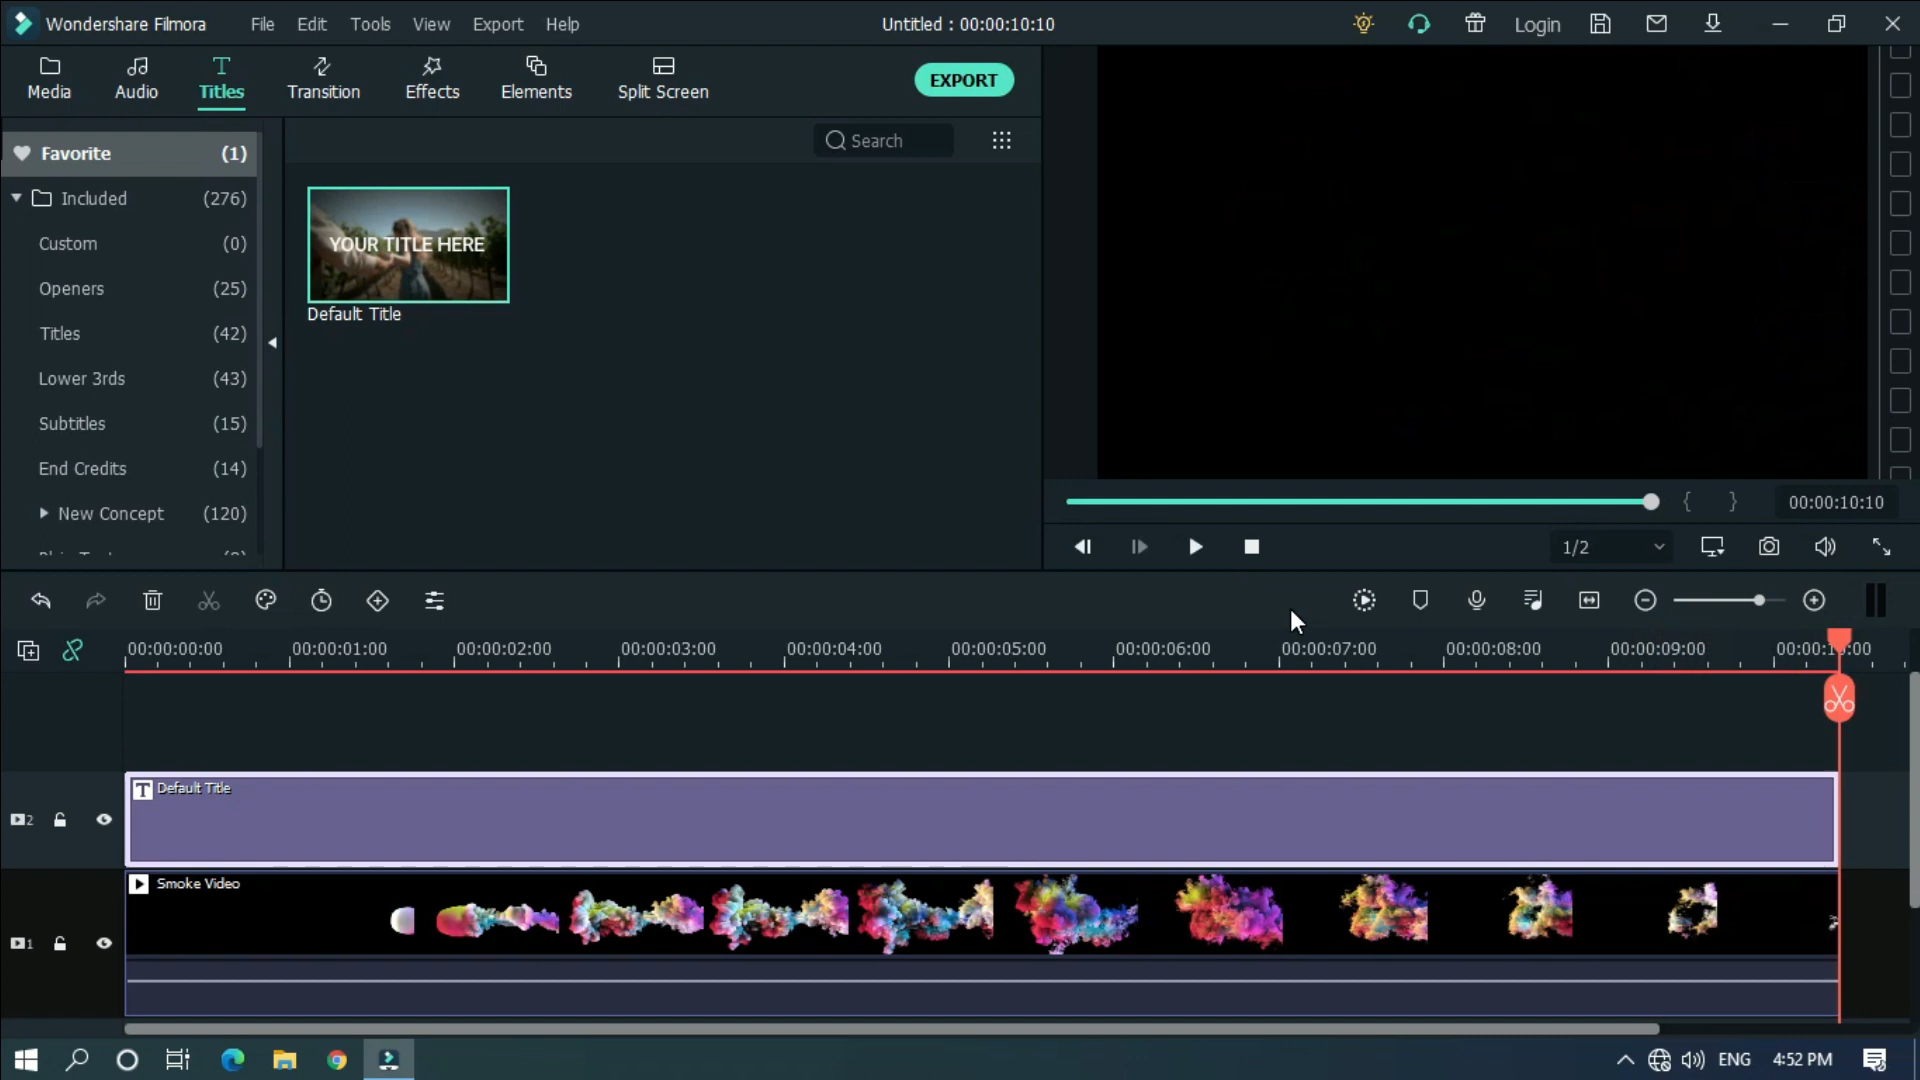 Wondershare Filmora File Edit Tools View Export Help Untitled : 00:00:10:10 Login
Media Audio Titles Transition Effects Elements Split Screen EXPORT
Favorite (1) Search
Included (276)
Custom (0)
Openers (25)
Titles (42)
Lower 3rds (43)
Subtitles (15)
End Credits (14)
New Concept (120)
YOUR TITLE HERE
Default Title
00:00:10:10
1/2
00:00:00:00 00:00:01:00 00:00:02:00 00:00:03:00 00:00:04:00 00:00:05:00 00:00:06:00 00:00:07:00 00:00:08:00 00:00:09:00 00:00:10:00
T Default Title
2
Smoke Video
1
ENG 4:52 PM